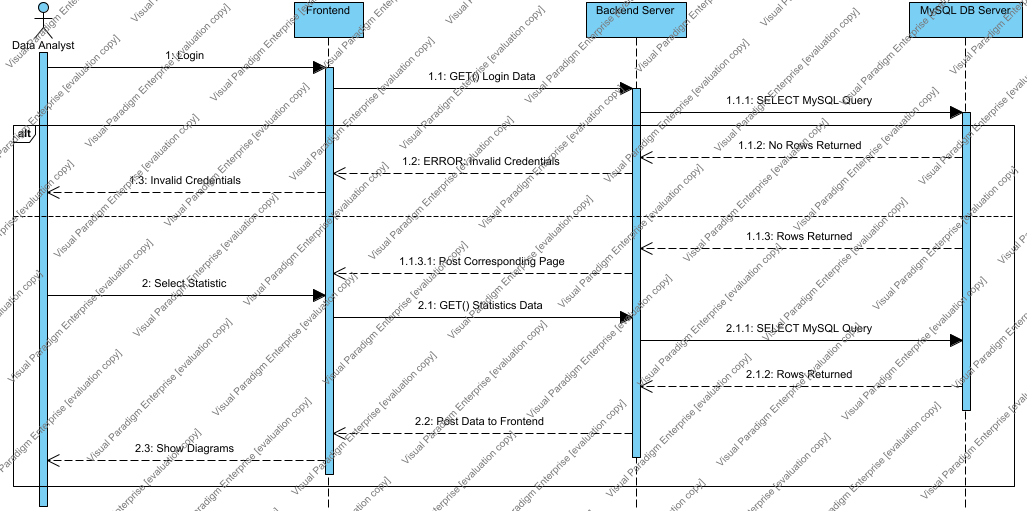 Data Analyst
Frontend
Backend Server
MySQL DB Server
1: Login
1.1: GET() Login Data
1.1.1: SELECT MySQL Query
alt
1.1.2: No Rows Returned
1.2: ERROR: Invalid Credentials
1.3: Invalid Credentials
1.1.3: Rows Returned
1.1.3.1: Post Corresponding Page
2: Select Statistic
2.1: GET() Statistics Data
2.1.1: SELECT MySQL Query
2.1.2: Rows Returned
2.2: Post Data to Frontend
2.3: Show Diagrams
Visual Paradigm Enterprise [evaluation copy]